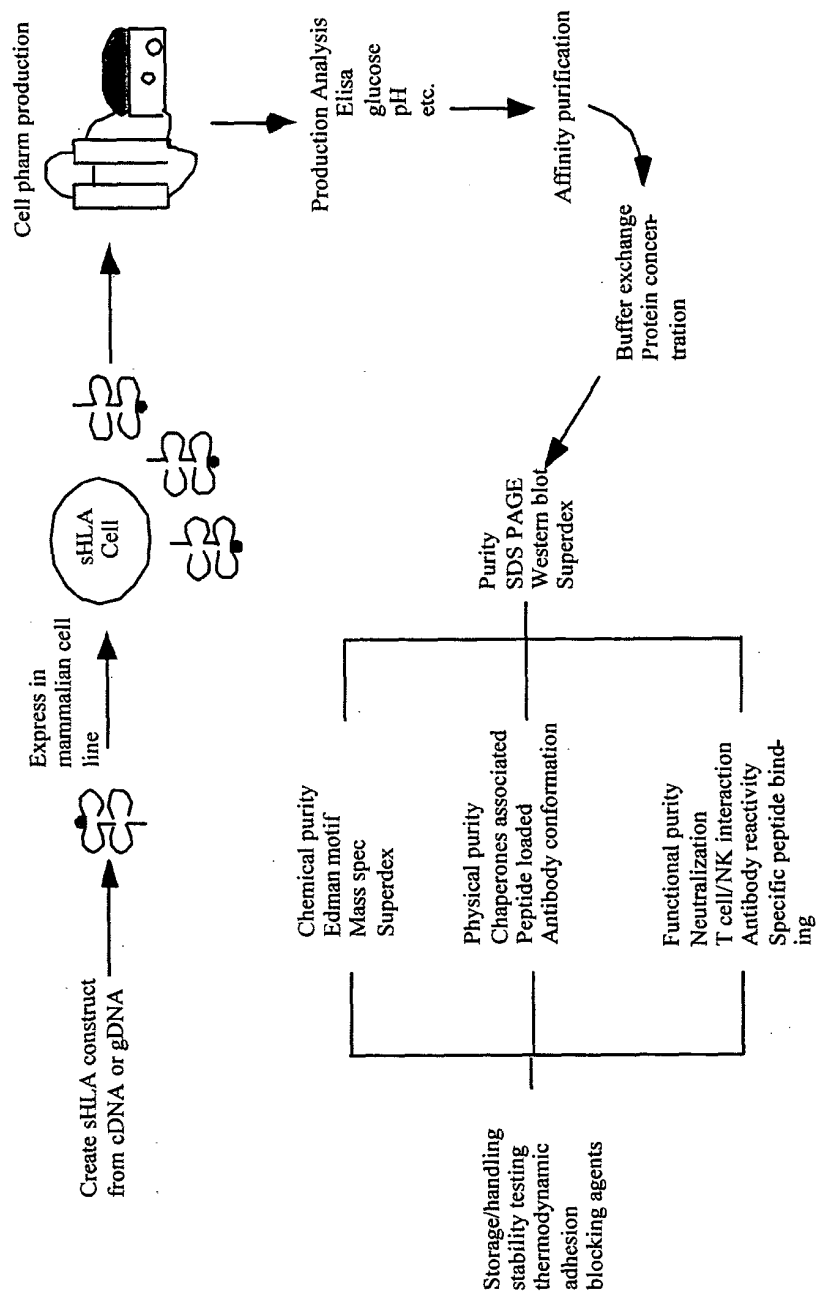 Create sHLA construct
from cDNA or gDNA
Express in
mammalian cell
line
sHLA
Cell
Cell pharm production
Production Analysis
Elisa
glucose
pH
etc.
Affinity purification
Buffer exchange
Protein concen-
tration
Purity
SDS PAGE
Western blot
Superdex
Chemical purity
Edman motif
Mass spec
Superdex
Physical purity
Chaperones associated
Peptide loaded
Antibody conformation
Functional purity
Neutralization
T cell/NK interaction
Antibody reactivity
Specific peptide bind-
ing
Storage/handling
stability testing
thermodynamic
adhesion
blocking agents